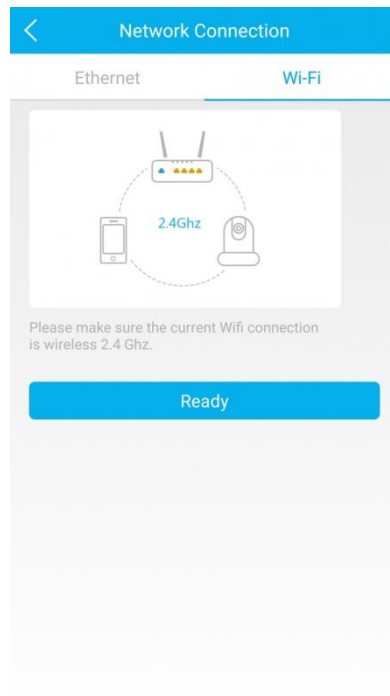 Network Connection
Ethernet Wi-Fi
2.4Ghz
Please make sure the current Wifi connection
is wireless 2.4 Ghz.
Ready